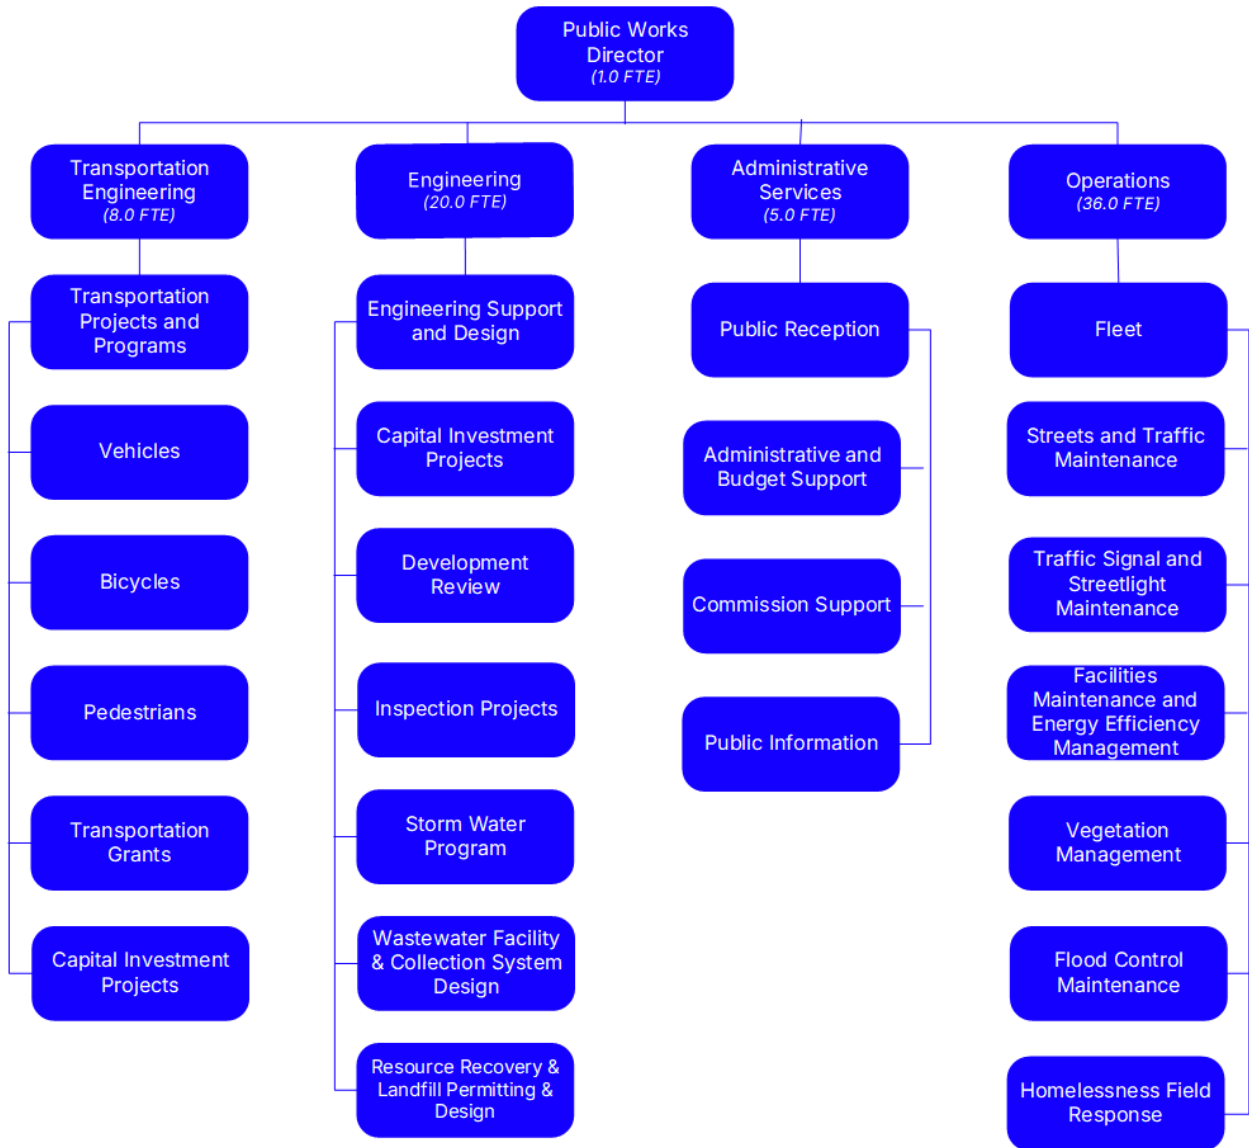 Public Works
Director
(1.0 FTE)
Transportation
Engineering
(8.0 FTE)
Engineering
(20.0 FTE)
Administrative
Services
(5.0 FTE)
Operations
(36.0 FTE)
Transportation
Projects and
Programs
Vehicles
Bicycles
Pedestrians
Transportation
Grants
Capital Investment
Projects
Engineering Support
and Design
Capital Investment
Projects
Development
Review
Inspection Projects
Storm Water
Program
Wastewater Facility
& Collection System
Design
Resource Recovery &
Landfill Permitting &
Design
Public Reception
Administrative and
Budget Support
Commission Support
Public Information
Fleet
Streets and Traffic
Maintenance
Traffic Signal and
Streetlight
Maintenance
Facilities
Maintenance and
Energy Efficiency
Management
Vegetation
Management
Flood Control
Maintenance
Homelessness Field
Response